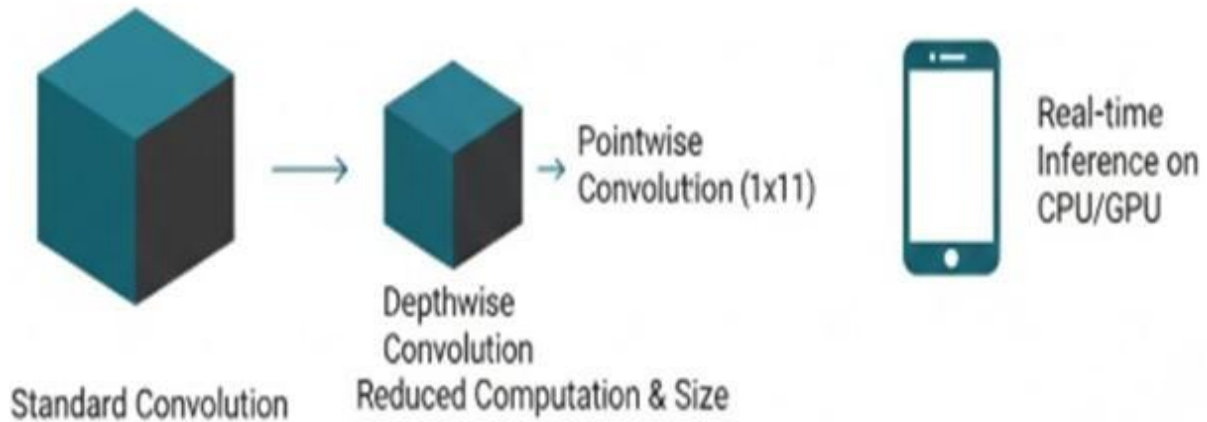 Standard Convolution
Depthwise
Convolution
Reduced Computation & Size
Pointwise
Convolution (1x11)
Real-time
Inference on
CPU/GPU